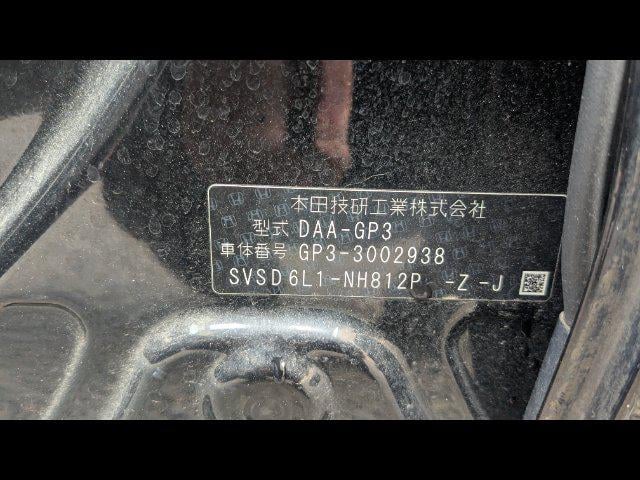 本田技研工業株式会社
型式 DAA-GP3
車体番号 GP3-3002938
SVSD6L1-NH812P -Z-J